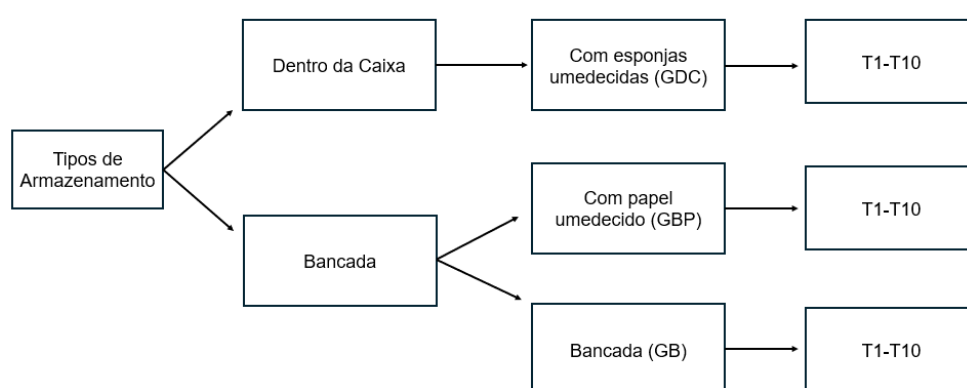 Tipos de
Armazenamento
Dentro da Caixa
Com esponjas
umedecidas (GDC)
T1-T10
Bancada
Com papel
umedecido (GBP)
T1-T10
Bancada (GB)
T1-T10